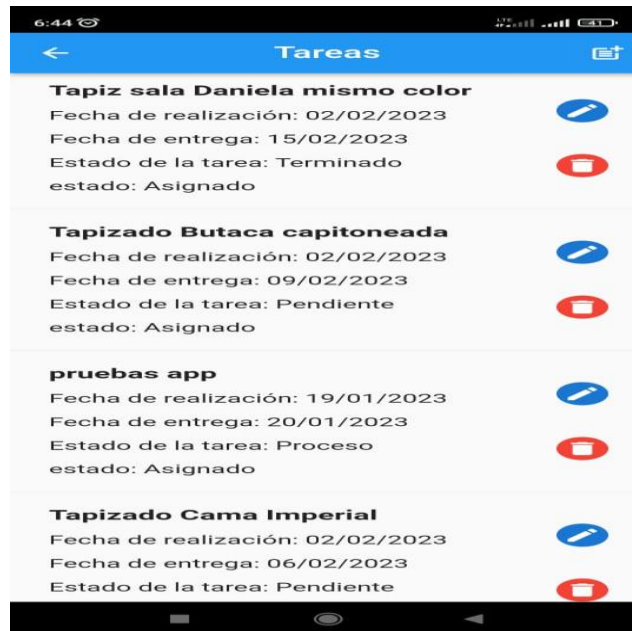 6:44
LTE 4G 41
Tareas
Tapiz sala Daniela mismo color
Fecha de realización: 02/02/2023
Fecha de entrega: 15/02/2023
Estado de la tarea: Terminado
estado: Asignado
Tapizado Butaca capitoneada
Fecha de realización: 02/02/2023
Fecha de entrega: 09/02/2023
Estado de la tarea: Pendiente
estado: Asignado
pruebas app
Fecha de realización: 19/01/2023
Fecha de entrega: 20/01/2023
Estado de la tarea: Proceso
estado: Asignado
Tapizado Cama Imperial
Fecha de realización: 02/02/2023
Fecha de entrega: 06/02/2023
Estado de la tarea: Pendiente